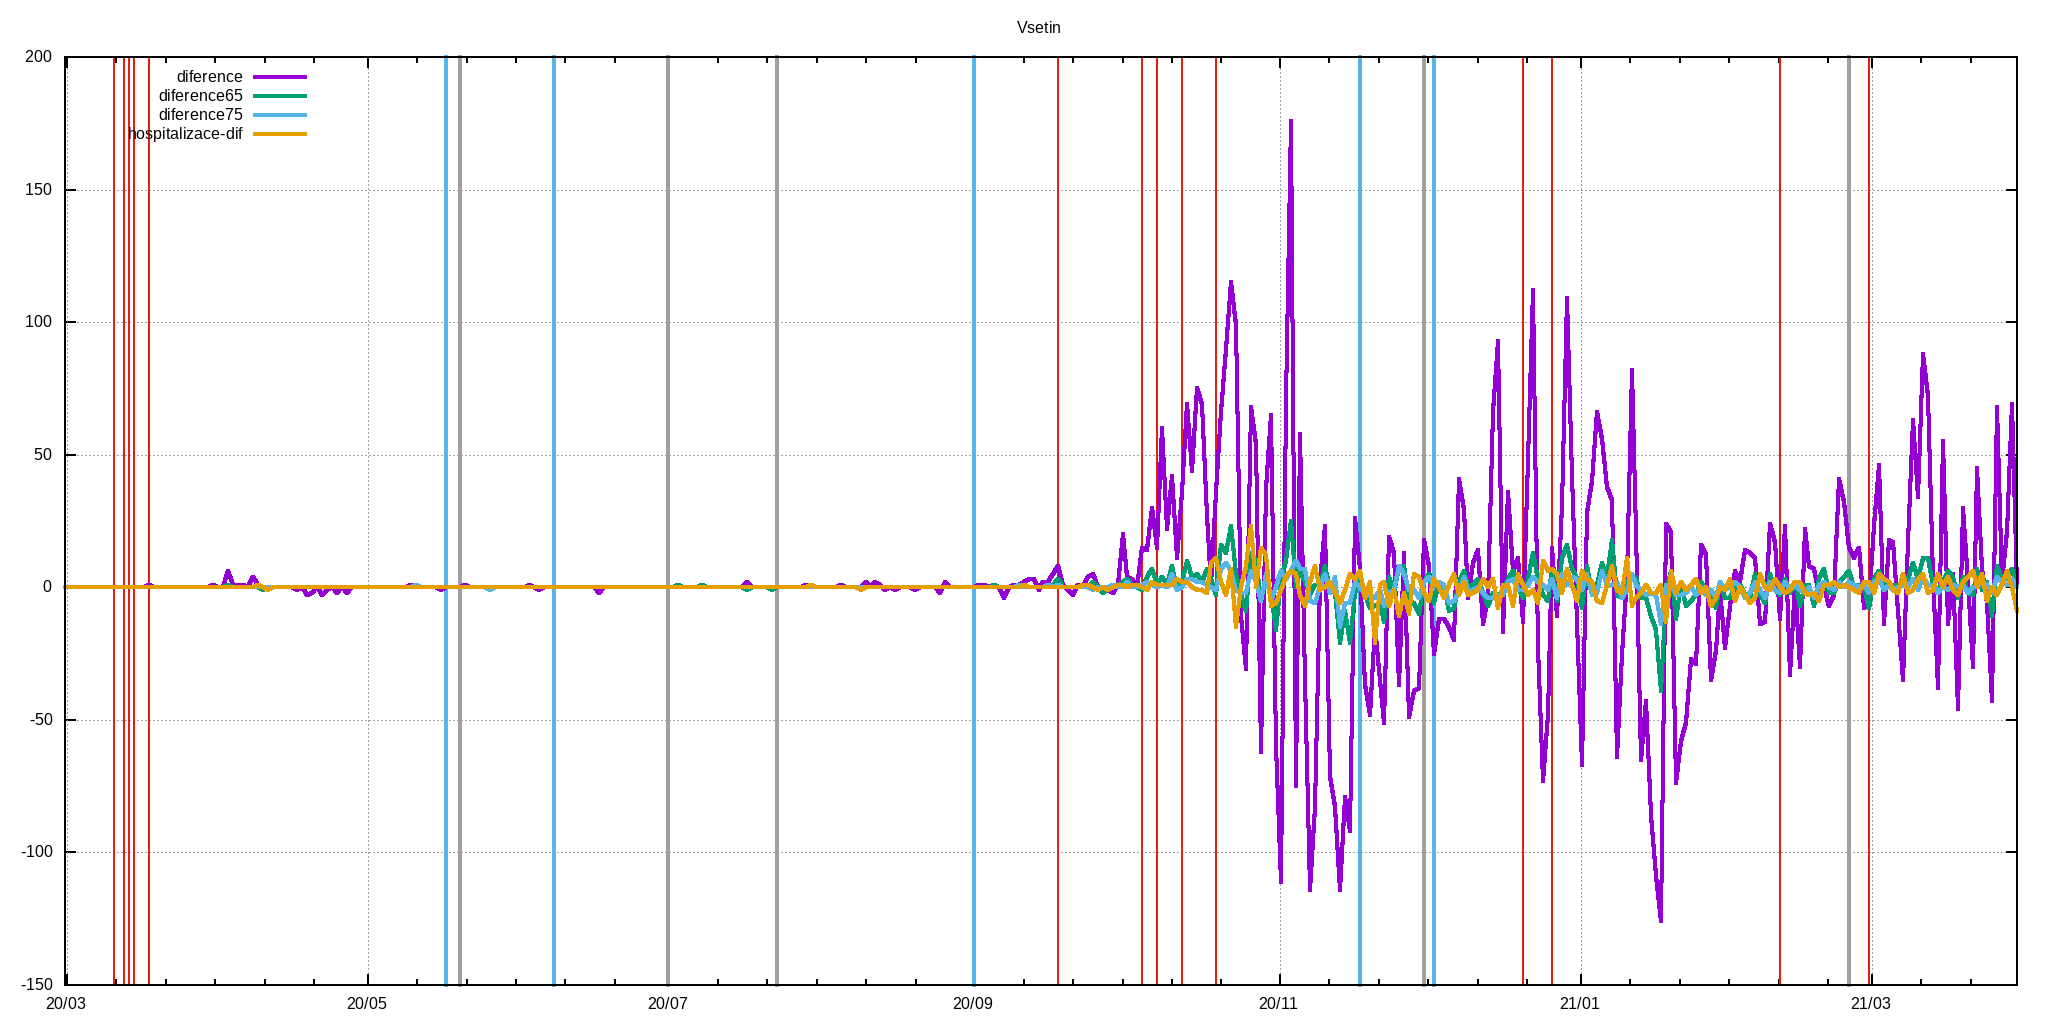 Vsetin
200
diference
diference65
diference75
hospitalizace-dif
150
100
50
0
-50
-100
-150
20/03 20/05 20/07 20/09 20/11 21/01 21/03